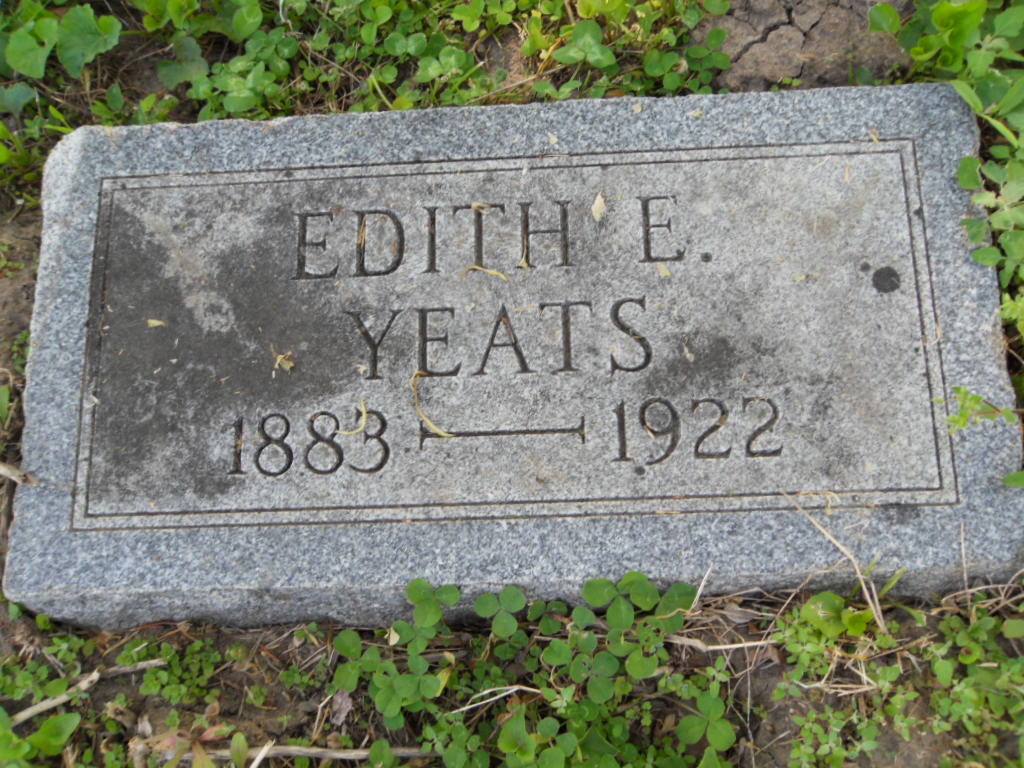 EDITH E.
YEATS
1883 — 1922